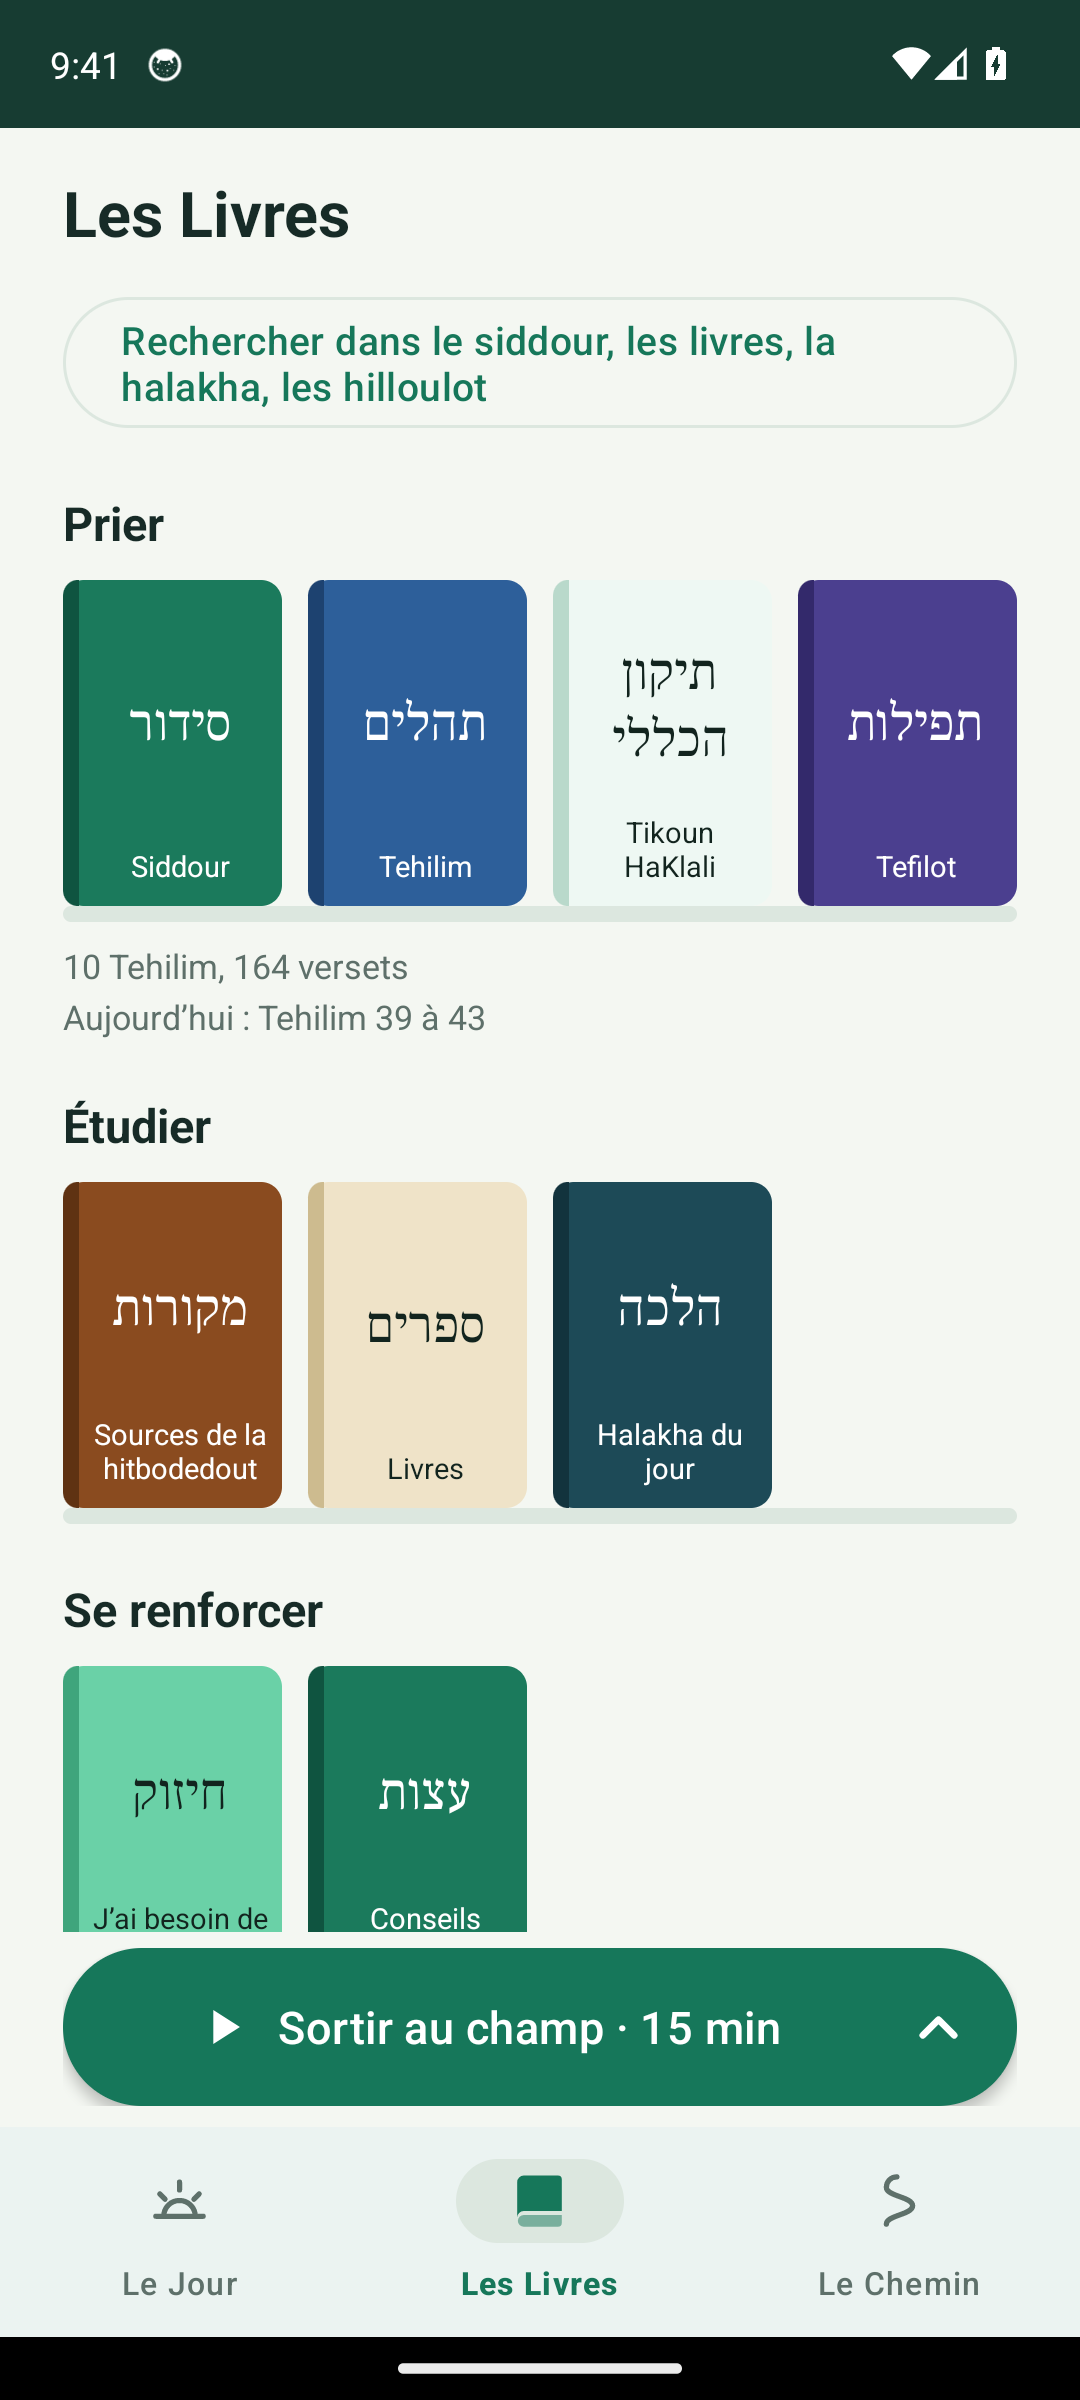 9:41
Les Livres
Rechercher dans le siddour, les livres, la
halakha, les hilloulot
Prier
סידור
Siddour
תהלים
Tehilim
תיקון
הכללי
Tikoun
HaKlali
תפילות
Tefilot
10 Tehilim, 164 versets
Aujourd’hui : Tehilim 39 à 43
Étudier
מקורות
Sources de la
hitbodedout
ספרים
Livres
הלכה
Halakha du
jour
Se renforcer
חיזוק
J’ai besoin de
עצות
Conseils
Sortir au champ · 15 min
Le Jour
Les Livres
Le Chemin